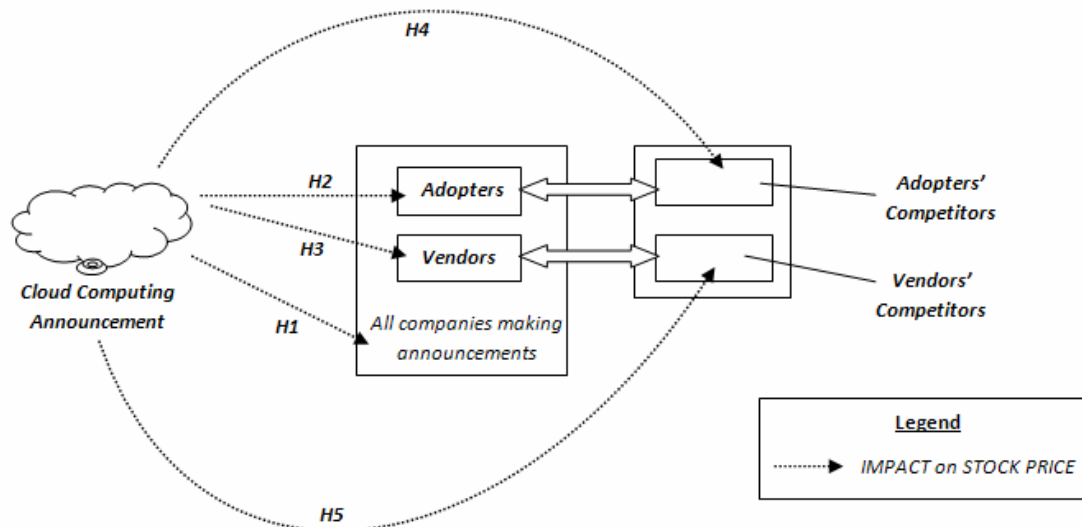 H4
H2
Adopters
Adopters'
Competitors
H3
Vendors
Vendors'
Competitors
Cloud Computing
Announcement
H1
All companies making
announcements
Legend
IMPACT on STOCK PRICE
H5